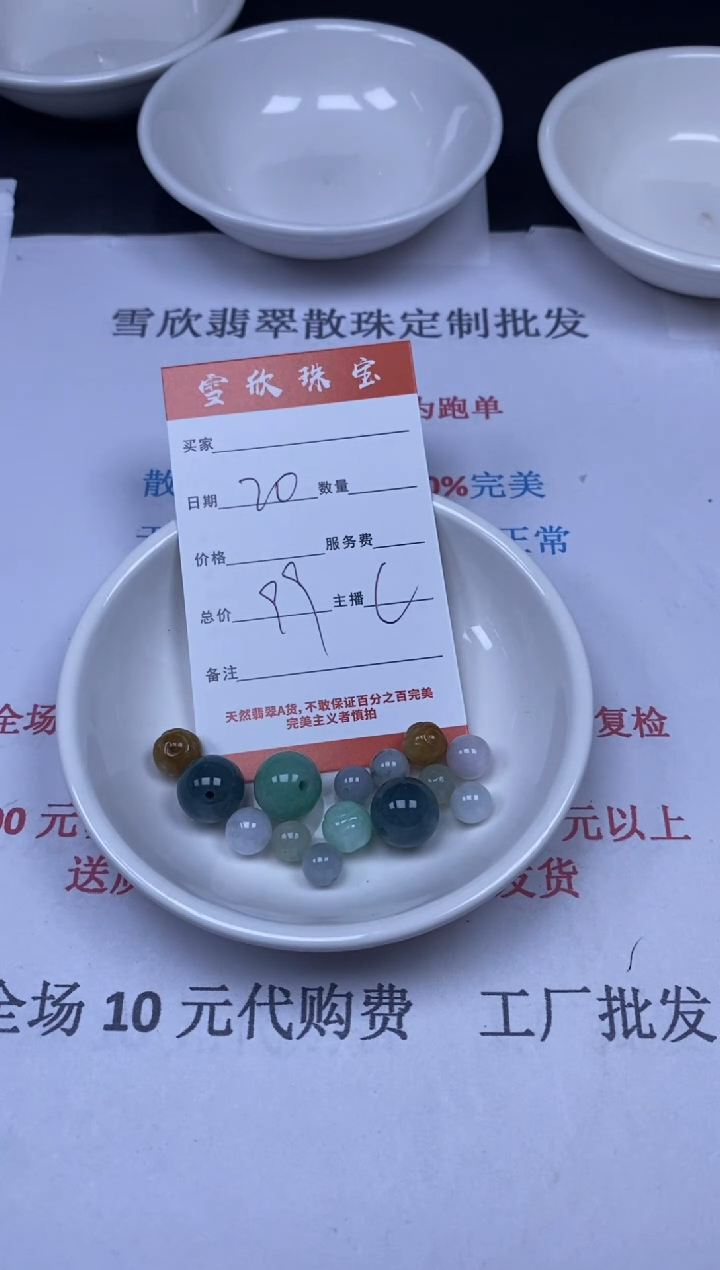 雪欣翡翠散珠定制批发
为跑单
散 0%完美
天 正常
雪欣珠宝
买家
日期 20 数量
价格 服务费
总价 99 主播
备注
天然翡翠A货,不敢保证百分之百完美
完美主义者慎拍
全场 复检
00元 元以上
送 发货
全场10元代购费 工厂批发